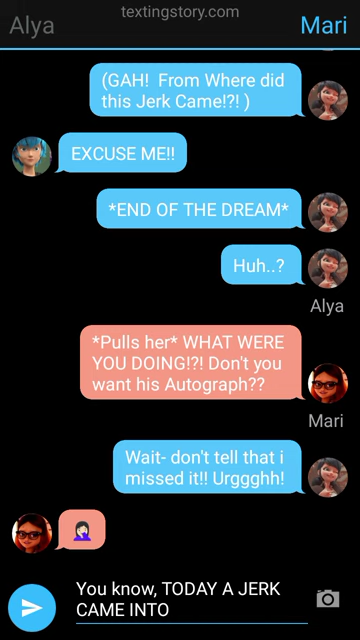 textingstory.com
Alya
Mari
(GAH!  From Where did
this Jerk Came!?! )
EXCUSE ME!!
*END OF THE DREAM*
Huh..?
Alya
*Pulls her* WHAT WERE
YOU DOING!?! Don't you
want his Autograph??
Mari
Wait- don't tell that i
missed it!! Urggghh!
You know, TODAY A JERK
CAME INTO